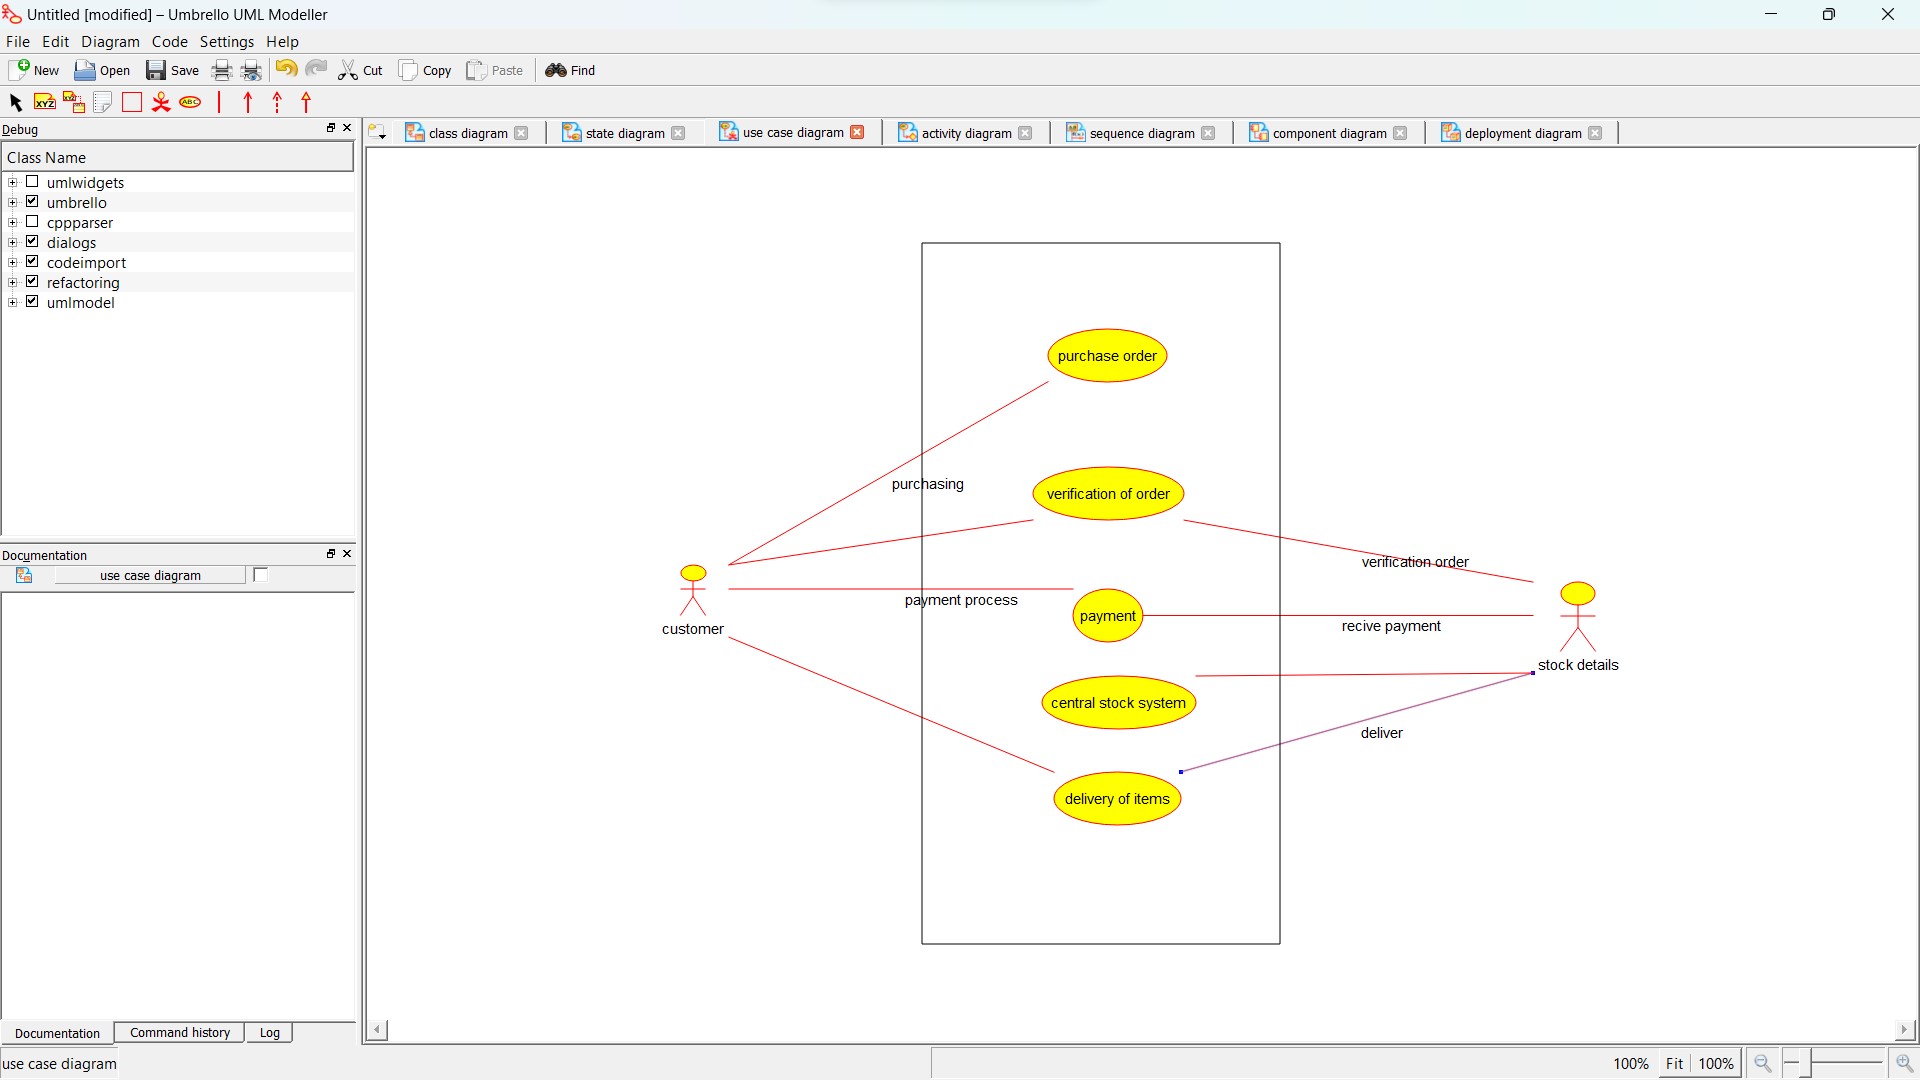 Untitled [modified] – Umbrello UML Modeller
File Edit Diagram Code Settings Help
New Open Save Cut Copy Paste Find
XYZ XYZ ABC
Debug
class diagram state diagram use case diagram activity diagram sequence diagram component diagram deployment diagram
Class Name
umlwidgets
umbrello
cppparser
dialogs
codeimport
refactoring
umlmodel
purchase order
purchasing
verification of order
verification order
customer
payment process
payment
recive payment
stock details
central stock system
deliver
delivery of items
Documentation
use case diagram
Documentation Command history Log
use case diagram
100% Fit 100%